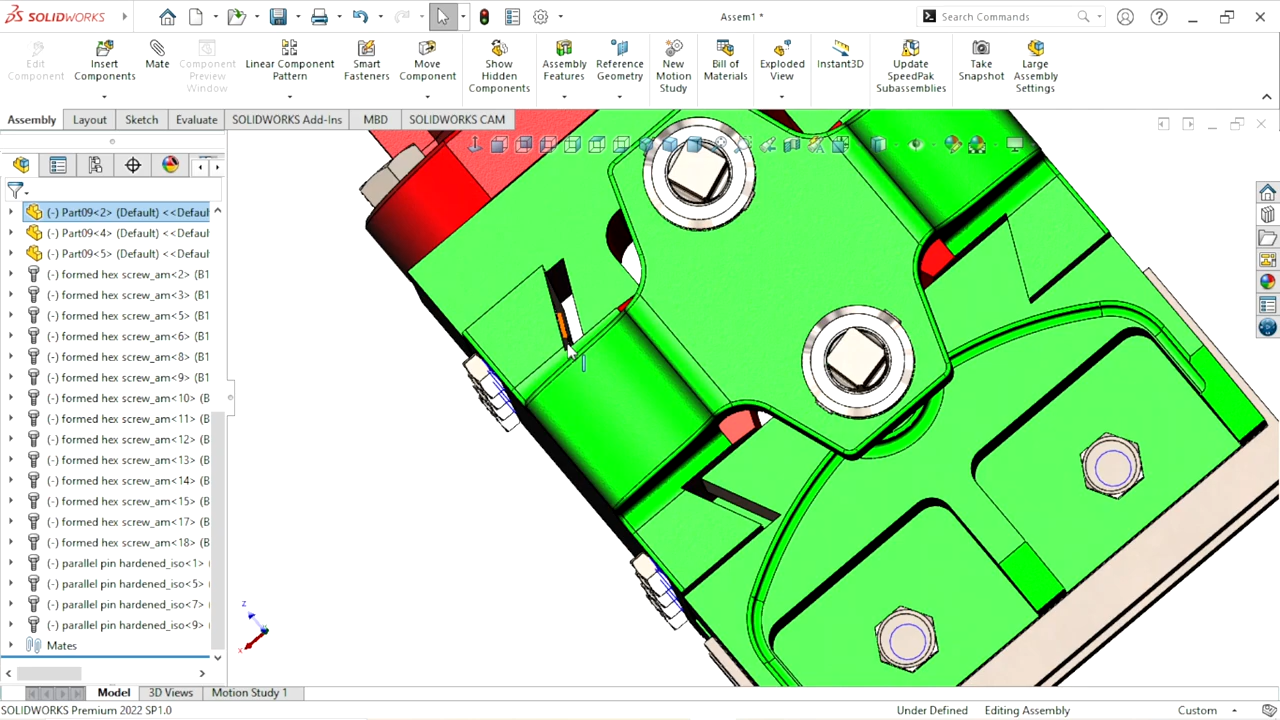 SOLIDWORKS
Assem1 *
Search Commands
Edit Component
Insert Components
Mate
Component Preview Window
Linear Component Pattern
Smart Fasteners
Move Component
Show Hidden Components
Assembly Features
Reference Geometry
New Motion Study
Bill of Materials
Exploded View
Instant3D
Update SpeedPak Subassemblies
Take Snapshot
Large Assembly Settings
Assembly Layout Sketch Evaluate SOLIDWORKS Add-Ins MBD SOLIDWORKS CAM
(-) Part09<2> (Default) <<Defaul
(-) Part09<4> (Default) <<Defaul
(-) Part09<5> (Default) <<Defaul
(-) formed hex screw_am<2> (B1
(-) formed hex screw_am<3> (B1
(-) formed hex screw_am<5> (B1
(-) formed hex screw_am<6> (B1
(-) formed hex screw_am<8> (B1
(-) formed hex screw_am<9> (B1
(-) formed hex screw_am<10> (B
(-) formed hex screw_am<11> (B
(-) formed hex screw_am<12> (B
(-) formed hex screw_am<13> (B
(-) formed hex screw_am<14> (B
(-) formed hex screw_am<15> (B
(-) formed hex screw_am<17> (B
(-) formed hex screw_am<18> (B
(-) parallel pin hardened_iso<1> (
(-) parallel pin hardened_iso<5> (
(-) parallel pin hardened_iso<7> (
(-) parallel pin hardened_iso<9> (
Mates
z
x
Model 3D Views Motion Study 1
SOLIDWORKS Premium 2022 SP1.0
Under Defined Editing Assembly Custom